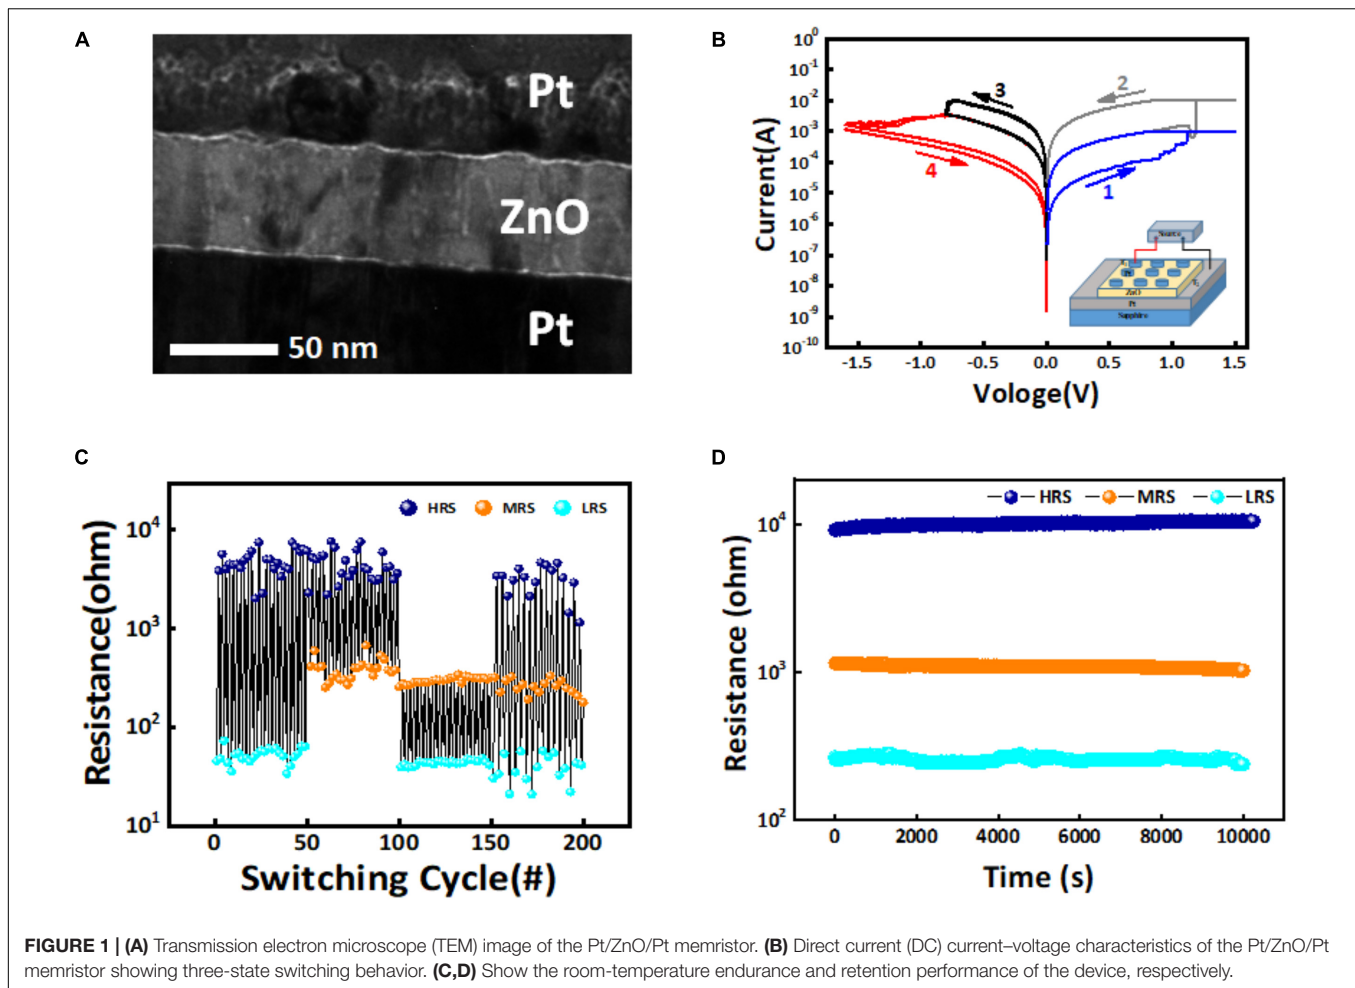 A
Pt
ZnO
Pt
50 nm
B
10^0
10^-1
10^-2
10^-3
10^-4
10^-5
10^-6
10^-7
10^-8
10^-9
10^-10
Current(A)
3
2
4
1
Source
Pt
ZnO
Pt
Sapphire
-1.5 -1.0 -0.5 0.0 0.5 1.0 1.5
Vologe(V)
C
HRS MRS LRS
10^4
10^3
10^2
10^1
Resistance(ohm)
0 50 100 150 200
Switching Cycle(#)
D
HRS MRS LRS
10^4
10^3
10^2
Resistance (ohm)
0 2000 4000 6000 8000 10000
Time (s)
FIGURE 1 | (A) Transmission electron microscope (TEM) image of the Pt/ZnO/Pt memristor. (B) Direct current (DC) current–voltage characteristics of the Pt/ZnO/Pt
memristor showing three-state switching behavior. (C,D) Show the room-temperature endurance and retention performance of the device, respectively.